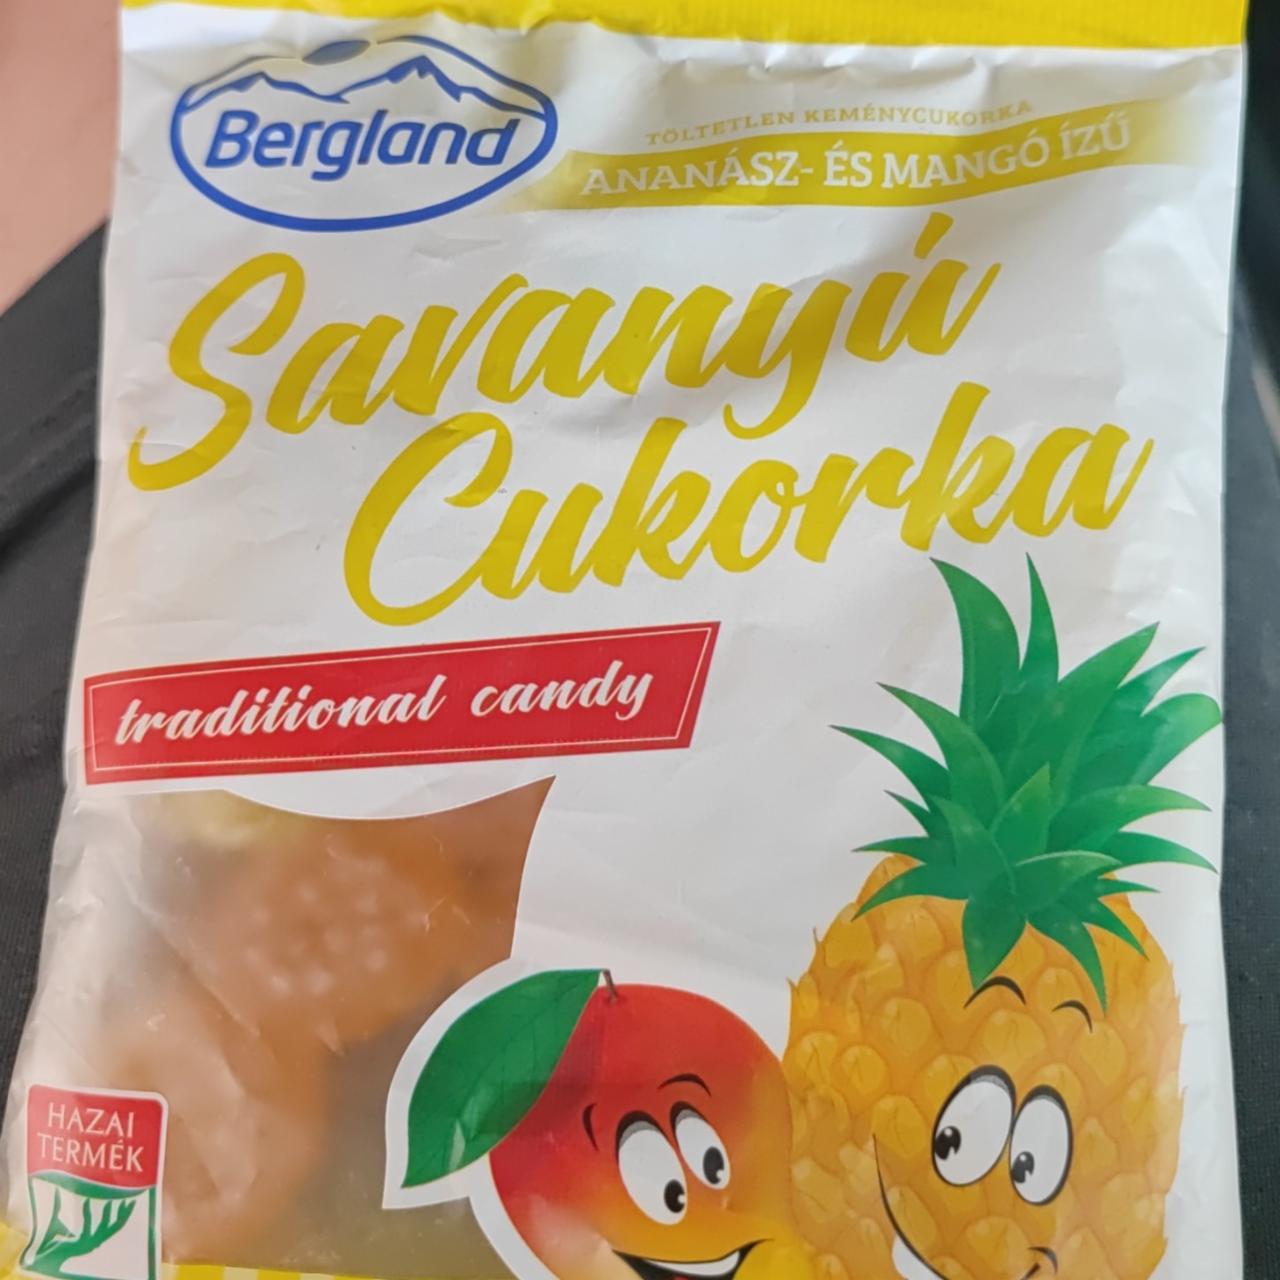 Bergland
TÖLTETLEN KEMÉNYCUKORKA
ANANÁSZ- ÉS MANGÓ ÍZŰ
Savanyú
Cukorka
traditional candy
HAZAI
TERMÉK